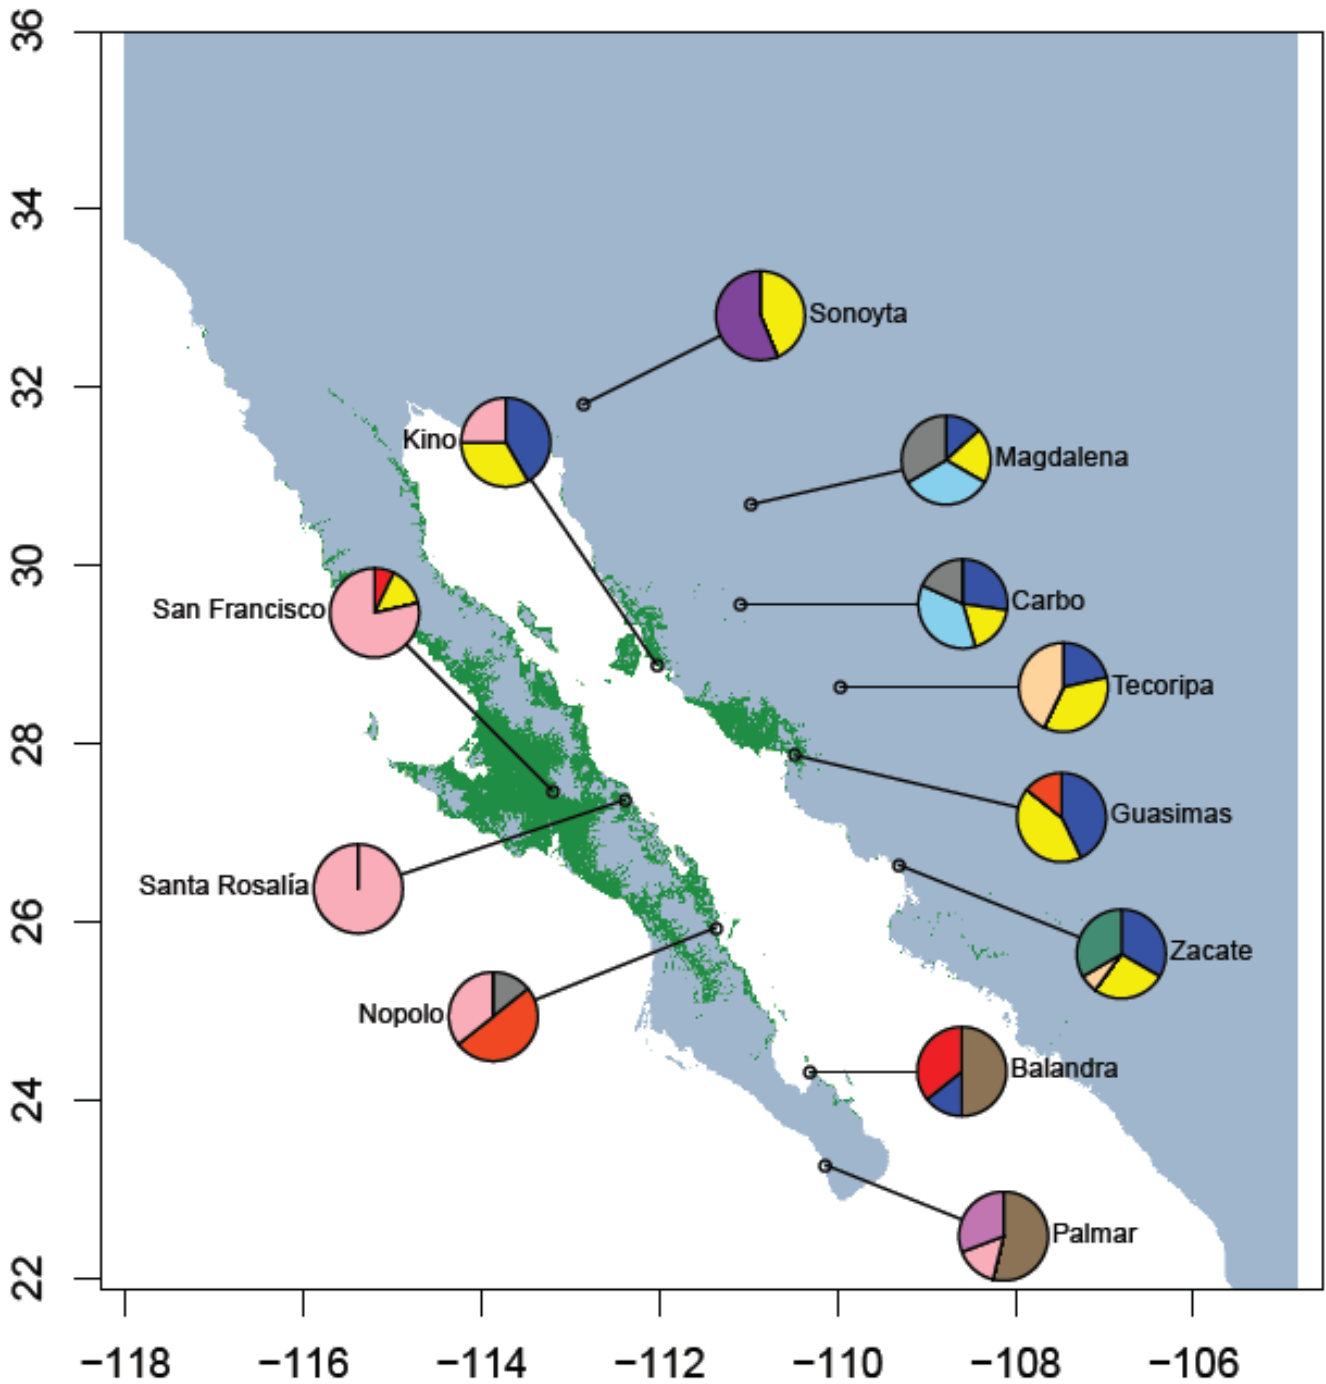 36
34
32
30
28
26
24
22
Sonoyta
Kino
Magdalena
Carbo
San Francisco
Tecoripa
Guasimas
Santa Rosalía
Zacate
Nopolo
Balandra
Palmar
−118 −116 −114 −112 −110 −108 −106